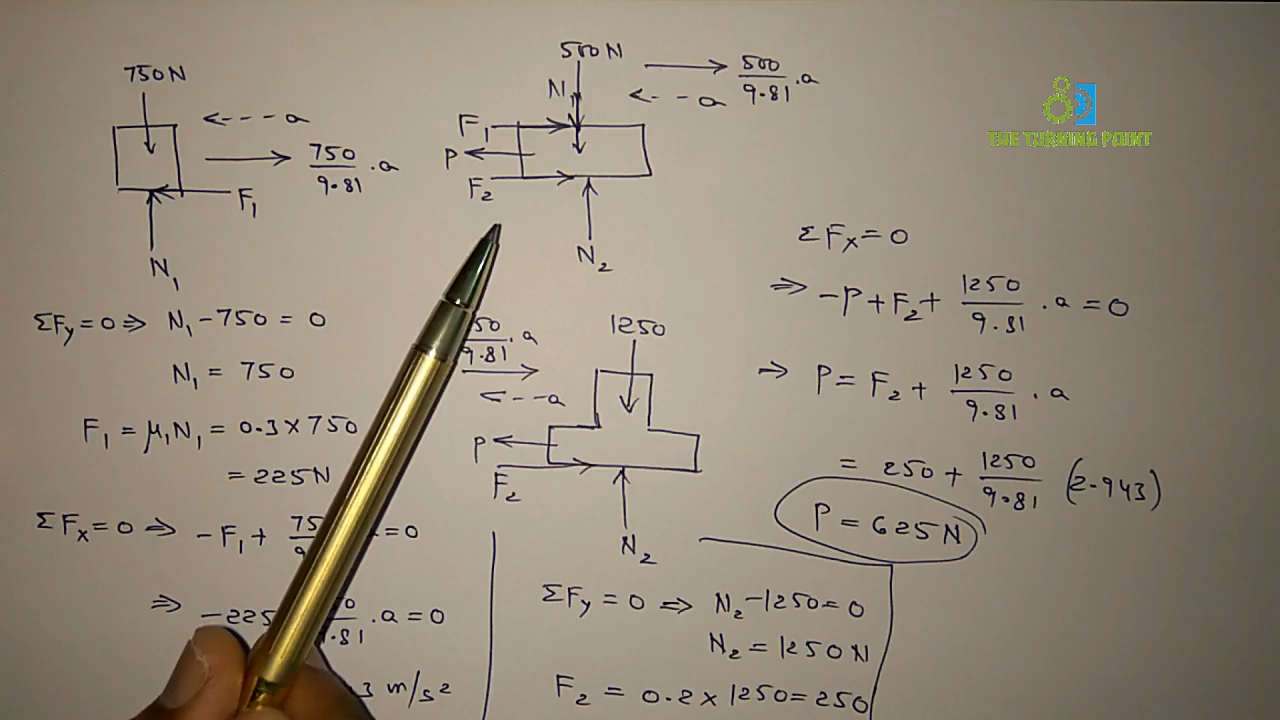 750N
a
750/9.81 .a
F₁
N₁
500N
500/9.81 .a
a
N₁
F₁
P
F₂
N₂
ΣFy=0 ⇒ N₁-750 = 0
N₁ = 750
F₁ = μ₁N₁ = 0.3×750
= 225N
ΣFx=0 ⇒ -F₁+
=0
⇒ -225
.a=0
m/s²
9.81 .a
a
1250
P
F₂
N₂
ΣFy=0 ⇒ N₂-1250=0
N₂ = 1250N
F₂ = 0.2×1250=250
THE TURNING POINT
ΣFx=0
⇒ -P+F₂+ 1250/9.81 .a = 0
⇒ P= F₂+ 1250/9.81 .a
= 250+ 1250/9.81 (2.943)
P = 625N